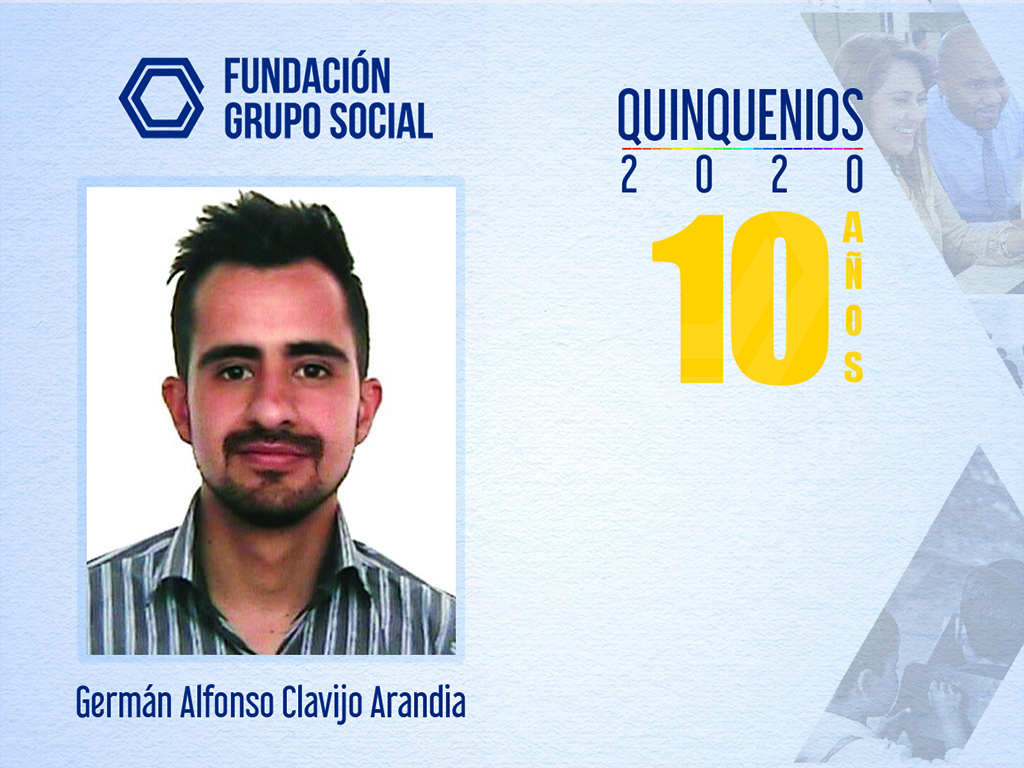 FUNDACIÓN
GRUPO SOCIAL
QUINQUENIOS
2020
10 AÑOS
Germán Alfonso Clavijo Arandia